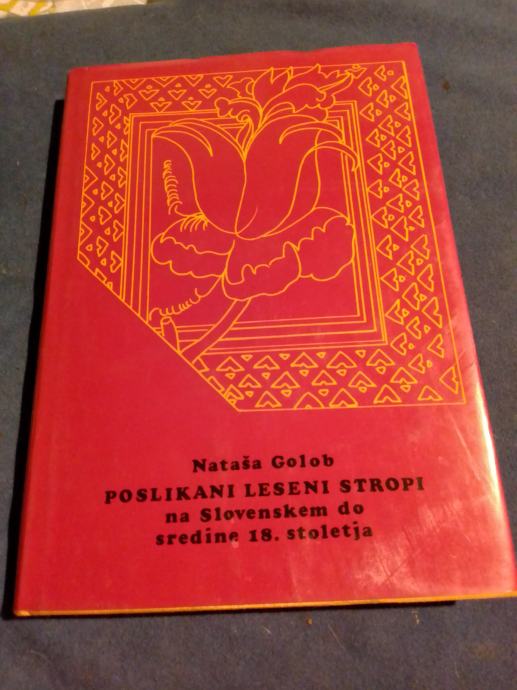 Nataša Golob
POSLIKANI LESENI STROPI
na Slovenskem do
sredine 18. stoletja